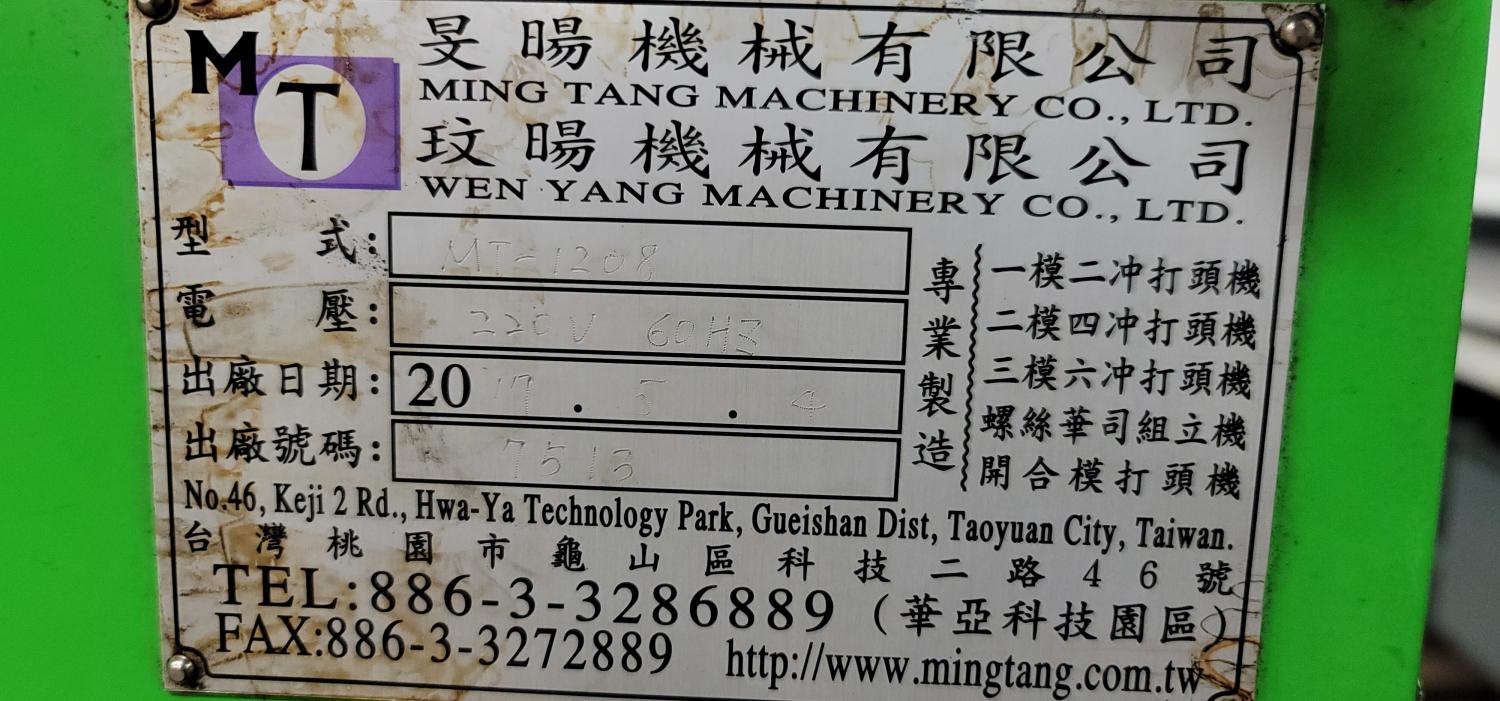 MT
旻暘機械有限公司
MING TANG MACHINERY CO., LTD.
玟暘機械有限公司
WEN YANG MACHINERY CO., LTD.
型式: MT-1208
電壓: 220V 60HZ
出廠日期: 2017.5.4
出廠號碼: 7513
專業製造
一模二冲打頭機
二模四冲打頭機
三模六冲打頭機
螺絲華司組立機
開合模打頭機
No.46, Keji 2 Rd., Hwa-Ya Technology Park, Gueishan Dist, Taoyuan City, Taiwan.
台灣桃園市龜山區科技二路46號
TEL:886-3-3286889 (華亞科技園區)
FAX:886-3-3272889 http://www.mingtang.com.tw